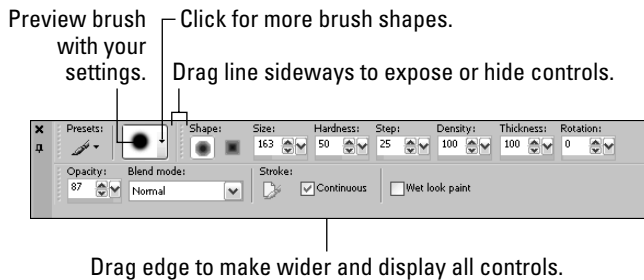 Preview brush with your settings.
Click for more brush shapes.
Drag line sideways to expose or hide controls.
Presets: Shape: Size: Hardness: Step: Density: Thickness: Rotation:
163 50 25 100 100 0
Opacity: Blend mode: Stroke:
87 Normal Continuous Wet look paint
Drag edge to make wider and display all controls.